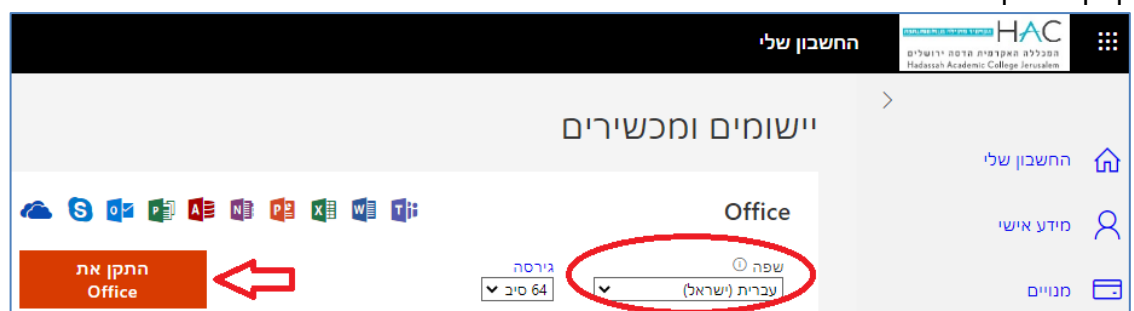 HAC
המכללה האקדמית הדסה ירושלים
Hadassah Academic College Jerusalem
החשבון שלי
יישומים ומכשירים
החשבון שלי
מידע אישי
מנויים
Office
שפה
עברית (ישראל)
גירסה
64 סיב
התקן את
Office